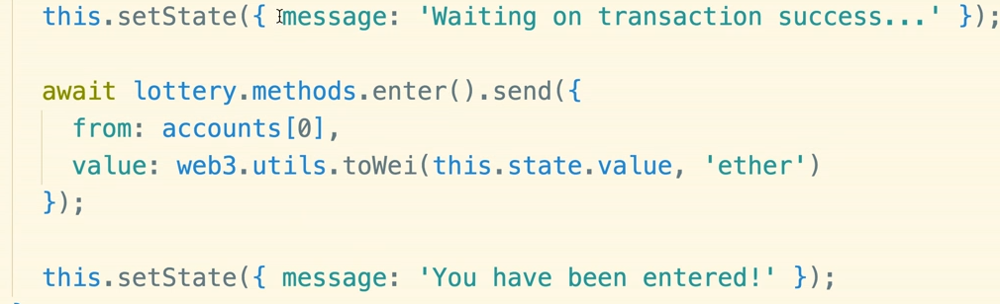 this.setState({ message: 'Waiting on transaction success...' });
await lottery.methods.enter().send({
from: accounts[0],
value: web3.utils.toWei(this.state.value, 'ether')
});
this.setState({ message: 'You have been entered!' });